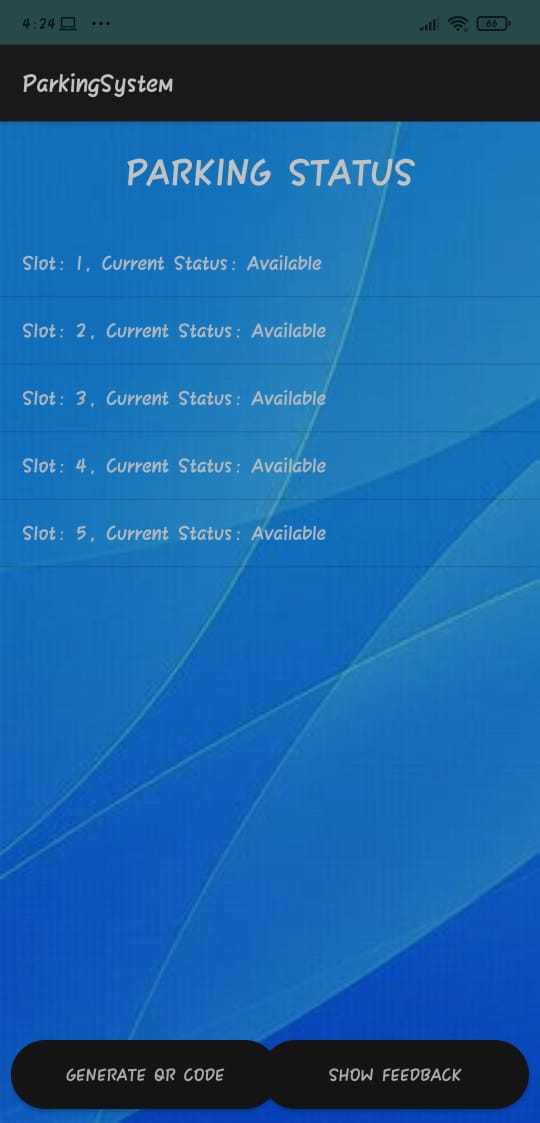 4:24
66
ParkingSystem
PARKING STATUS
Slot: 1, Current Status: Available
Slot: 2, Current Status: Available
Slot: 3, Current Status: Available
Slot: 4, Current Status: Available
Slot: 5, Current Status: Available
GENERATE QR CODE
SHOW FEEDBACK